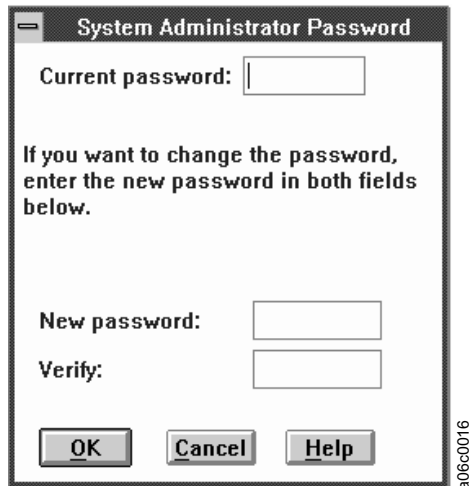 System Administrator Password
Current password:
If you want to change the password,
enter the new password in both fields
below.
New password:
Verify:
OK
Cancel
Help
a06c0016